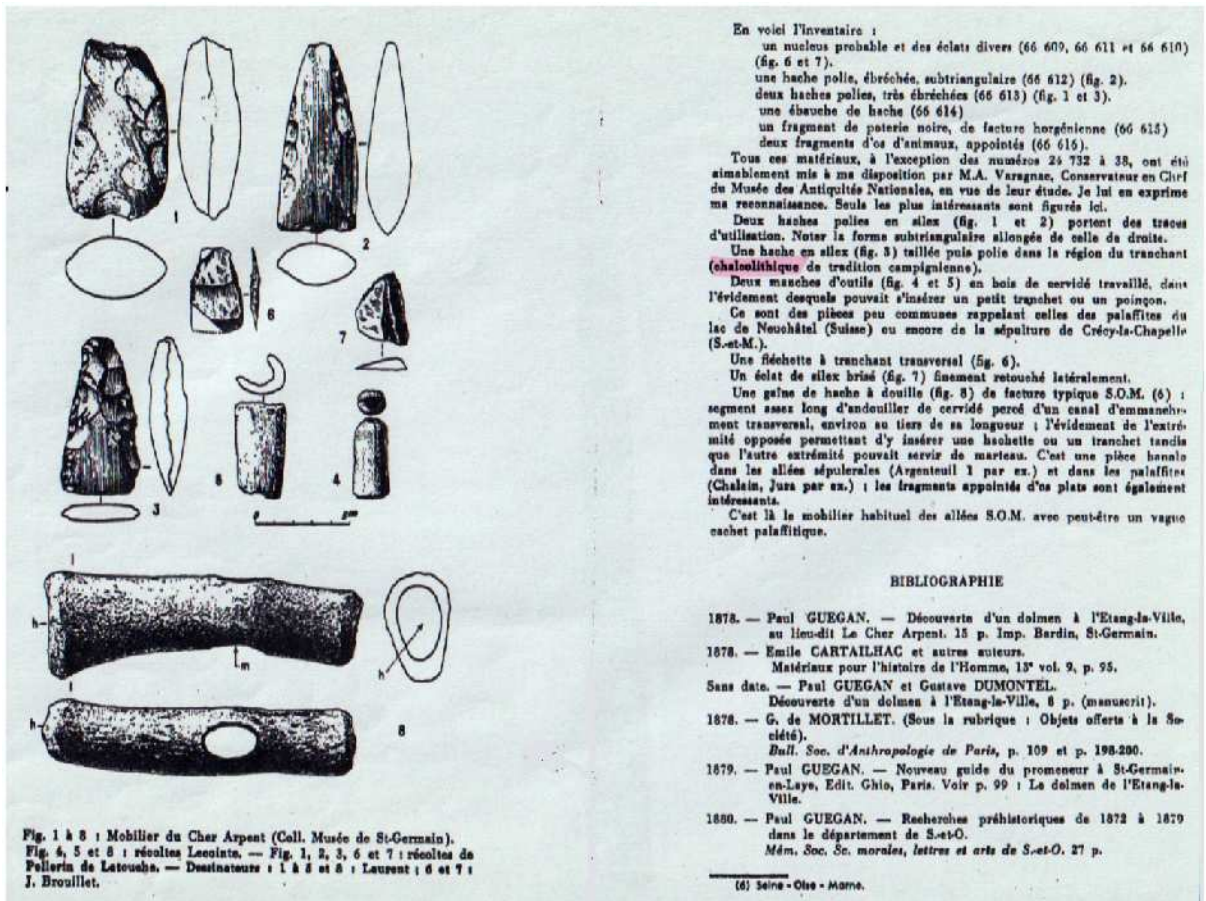 1
2
6
7
3
5
4
0
5cm
l
h
m
h
l
h
8
Fig. 1 à 8 : Mobilier du Cher Arpent (Coll. Musée de St-Germain).
Fig. 4, 5 et 8 : récoltes Lecointe. — Fig. 1, 2, 3, 6 et 7 : récoltes de
Pellerin de Latouche. — Dessinateurs : 1 à 5 et 8 : Laurent ; 6 et 7 :
J. Brouillet.
En voici l'inventaire :
un nucleus probable et des éclats divers (66 609, 66 611 et 66 610)
(fig. 6 et 7).
une hache polie, ébréchée, subtriangulaire (66 612) (fig. 2).
deux haches polies, très ébréchées (66 613) (fig. 1 et 3).
une ébauche de hache (66 614)
un fragment de poterie noire, de facture horgénienne (66 615)
deux fragments d'os d'animaux, appointés (66 616).
Tous ces matériaux, à l'exception des numéros 24 732 à 38, ont été
aimablement mis à ma disposition par M.A. Varagnac, Conservateur en Chef
du Musée des Antiquités Nationales, en vue de leur étude. Je lui en exprime
ma reconnaissance. Seuls les plus intéressants sont figurés ici.
Deux haches polies en silex (fig. 1 et 2) portent des traces
d'utilisation. Noter la forme subtriangulaire allongée de celle de droite.
Une hache en silex (fig. 3) taillée puis polie dans la région du tranchant
(chalcolithique de tradition campignienne).
Deux manches d'outils (fig. 4 et 5) en bois de cervidé travaillé, dans
l'évidement desquels pouvait s'insérer un petit tranchet ou un poinçon.
Ce sont des pièces peu communes rappelant celles des palaffites du
lac de Neuchâtel (Suisse) ou encore de la sépulture de Crécy-la-Chapelle
(S.-et-M.).
Une fléchette à tranchant transversal (fig. 6).
Un éclat de silex brisé (fig. 7) finement retouché latéralement.
Une gaîne de hache à douille (fig. 8) de facture typique S.O.M. (6) :
segment assez long d'andouiller de cervidé percé d'un canal d'emmanche-
ment transversal, environ au tiers de sa longueur ; l'évidement de l'extré-
mité opposée permettant d'y insérer une hachette ou un tranchet tandis
que l'autre extrémité pouvait servir de marteau. C'est une pièce banale
dans les allées sépulcrales (Argenteuil 1 par ex.) et dans les palaffites
(Chalain, Jura par ex.) ; les fragments appointés d'os plats sont également
intéressants.
C'est là le mobilier habituel des allées S.O.M. avec peut-être un vague
cachet palaffitique.
BIBLIOGRAPHIE
1878. — Paul GUEGAN. — Découverte d'un dolmen à l'Etang-la-Ville,
au lieu-dit Le Cher Arpent. 15 p. Imp. Bardin, St-Germain.
1878. — Emile CARTAILHAC et autres auteurs.
Matériaux pour l'histoire de l'Homme, 13e vol. 9, p. 95.
Sans date. — Paul GUEGAN et Gustave DUMONTEL.
Découverte d'un dolmen à l'Etang-la-Ville, 8 p. (manuscrit).
1878. — G. de MORTILLET. (Sous la rubrique : Objets offerts à la So-
ciété).
Bull. Soc. d'Anthropologie de Paris, p. 109 et p. 198-200.
1879. — Paul GUEGAN. — Nouveau guide du promeneur à St-Germain-
en-Laye, Edit. Ghio, Paris. Voir p. 99 : Le dolmen de l'Etang-la-
Ville.
1880. — Paul GUEGAN. — Recherches préhistoriques de 1872 à 1879
dans le département de S.-et-O.
Mém. Soc. Sc. morales, lettres et arts de S.-et-O. 27 p.
(6) Seine - Oise - Marne.